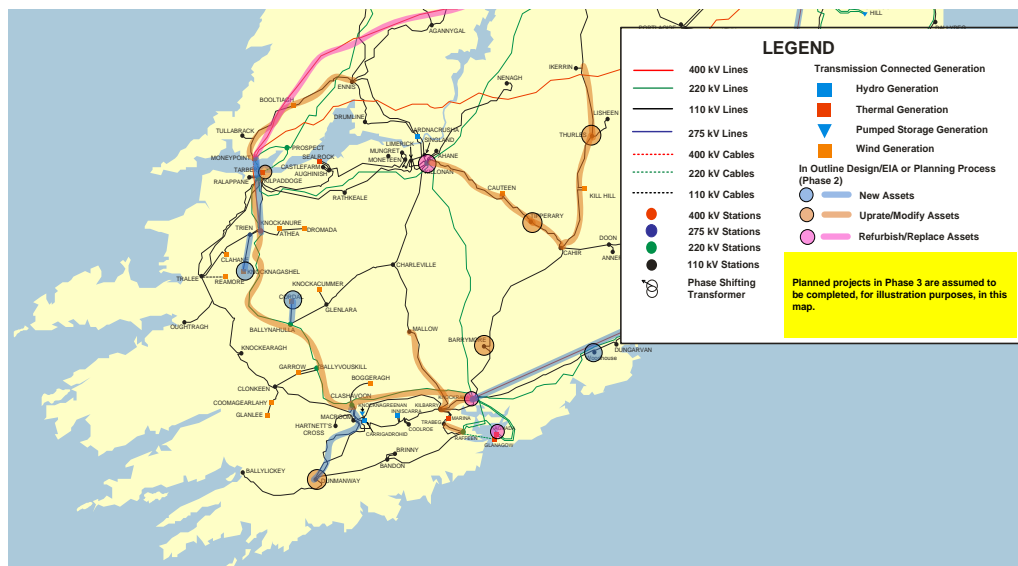 HILL
AGANNYGAL
IKERRIN
NENAGH
ENNIS
BOOLTIAGH
LISHEEN
DRUMLINE
TULLABRACK
ARDNACRUSHA
THURLES
SINGLAND
LIMERICK
PROSPECT
MUNGRET
AHANE
MONEYPOINT
SEALROCK
MONETEEN
CASTLEFARM
KILLONAN
TARBERT
AUGHINISH
RALAPPANE
KILPADDOGE
RATHKEALE
CAUTEEN
KILL HILL
TIPPERARY
KNOCKANURE
DROMADA
TRIEN
ATHEA
DOON
CAHIR
CLAHANE
CHARLEVILLE
KNOCKNAGASHEL
TRALEE
REAMORE
KNOCKACUMMER
GLENLARA
OUGHTRAGH
BALLYNAHULLA
MALLOW
BARRYMORE
KNOCKEARAGH
DUNGARVAN
GARROW
BALLYVOUSKILL
BOGGERAGH
CLONKEEN
CLASHAVOON
COOMAGEARLAHY
KNOCKNAGREENAN
KILBARRY
INNISCARRA
GLANLEE
MACROOM
MARINA
HARTNETT'S
CROSS
TRABEG
COOLROE
CARRIGADROHID
RAFFEEN
BRINNY
BALLYLICKEY
BANDON
DUNMANWAY
LEGEND
400 kV Lines
220 kV Lines
110 kV Lines
275 kV Lines
400 kV Cables
220 kV Cables
110 kV Cables
400 kV Stations
275 kV Stations
220 kV Stations
110 kV Stations
Phase Shifting
Transformer
Transmission Connected Generation
Hydro Generation
Thermal Generation
Pumped Storage Generation
Wind Generation
In Outline Design/EIA or Planning Process
(Phase 2)
New Assets
Uprate/Modify Assets
Refurbish/Replace Assets
Planned projects in Phase 3 are assumed to
be completed, for illustration purposes, in this
map.